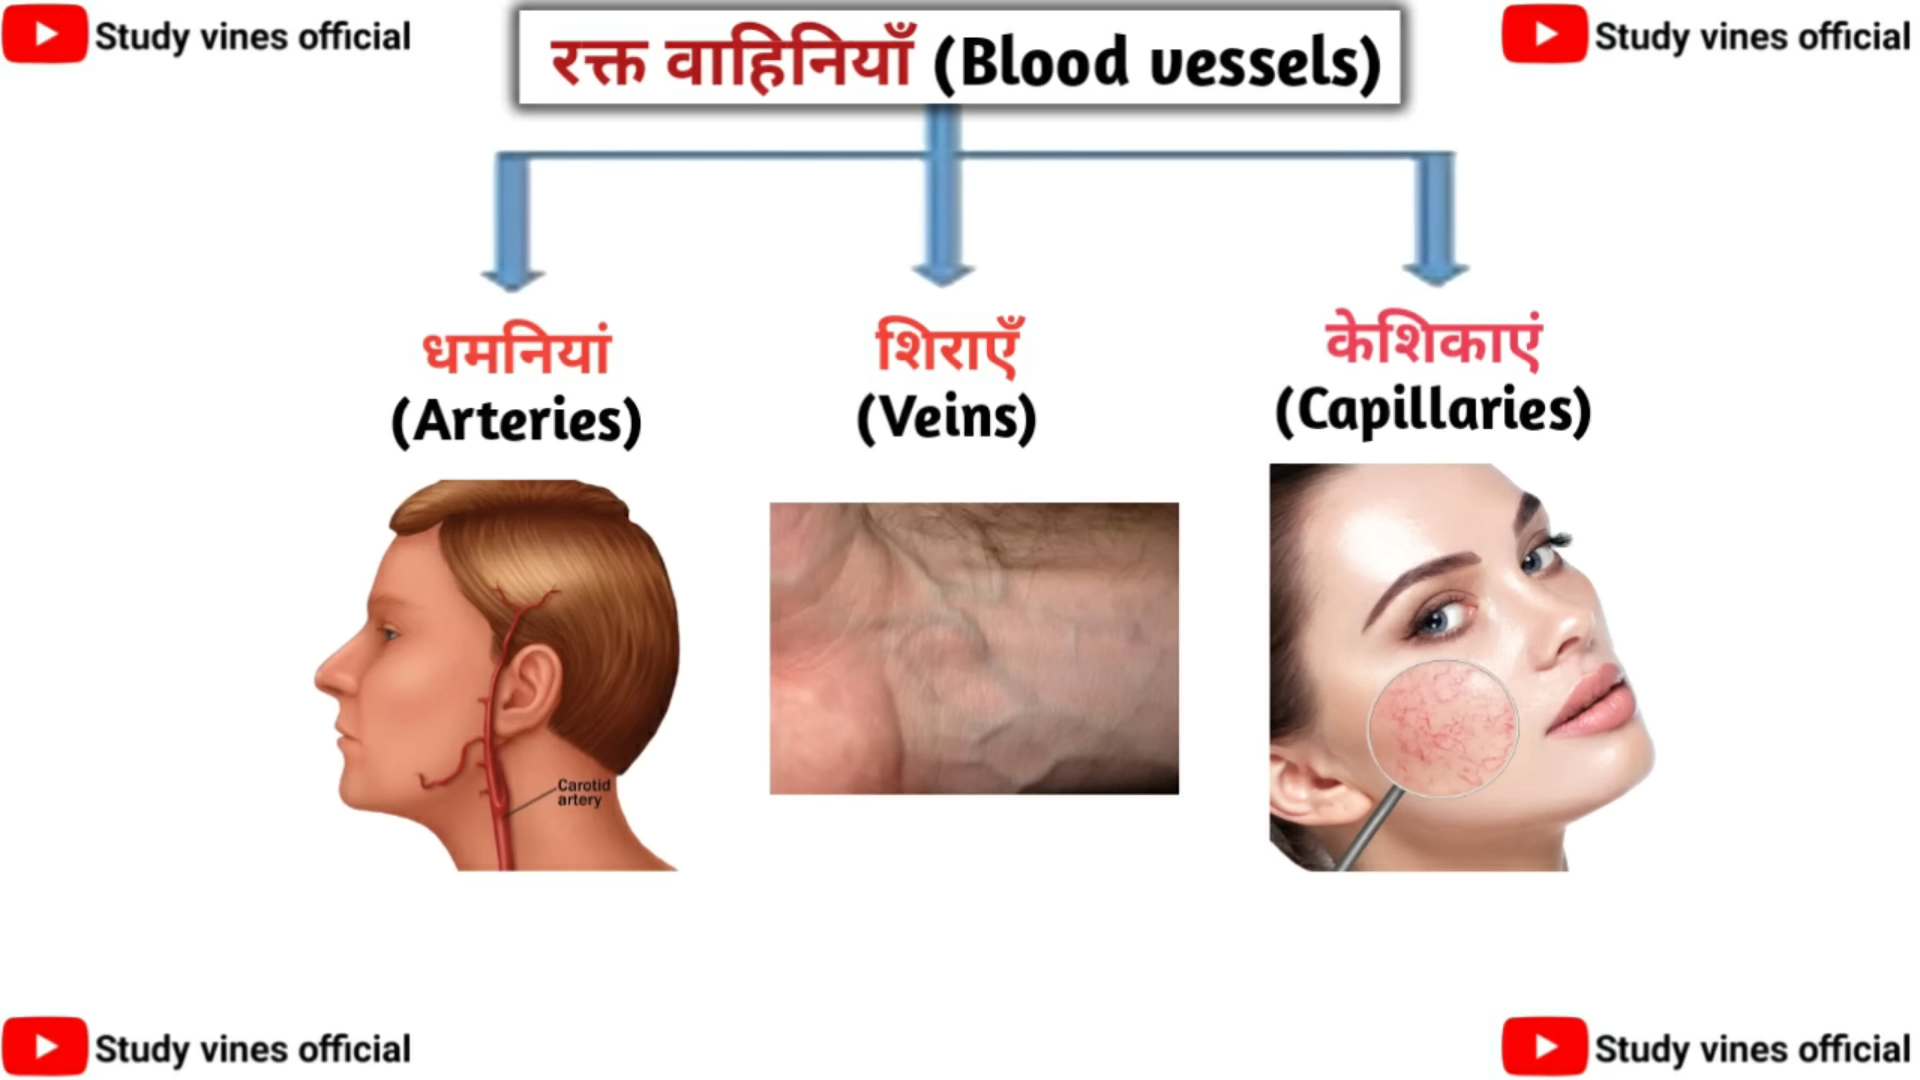 Study vines official
रक्त वाहिनियाँ (Blood vessels)
Study vines official
धमनियां
(Arteries)
शिराएँ
(Veins)
केशिकाएं
(Capillaries)
Carotid
artery
Study vines official
Study vines official